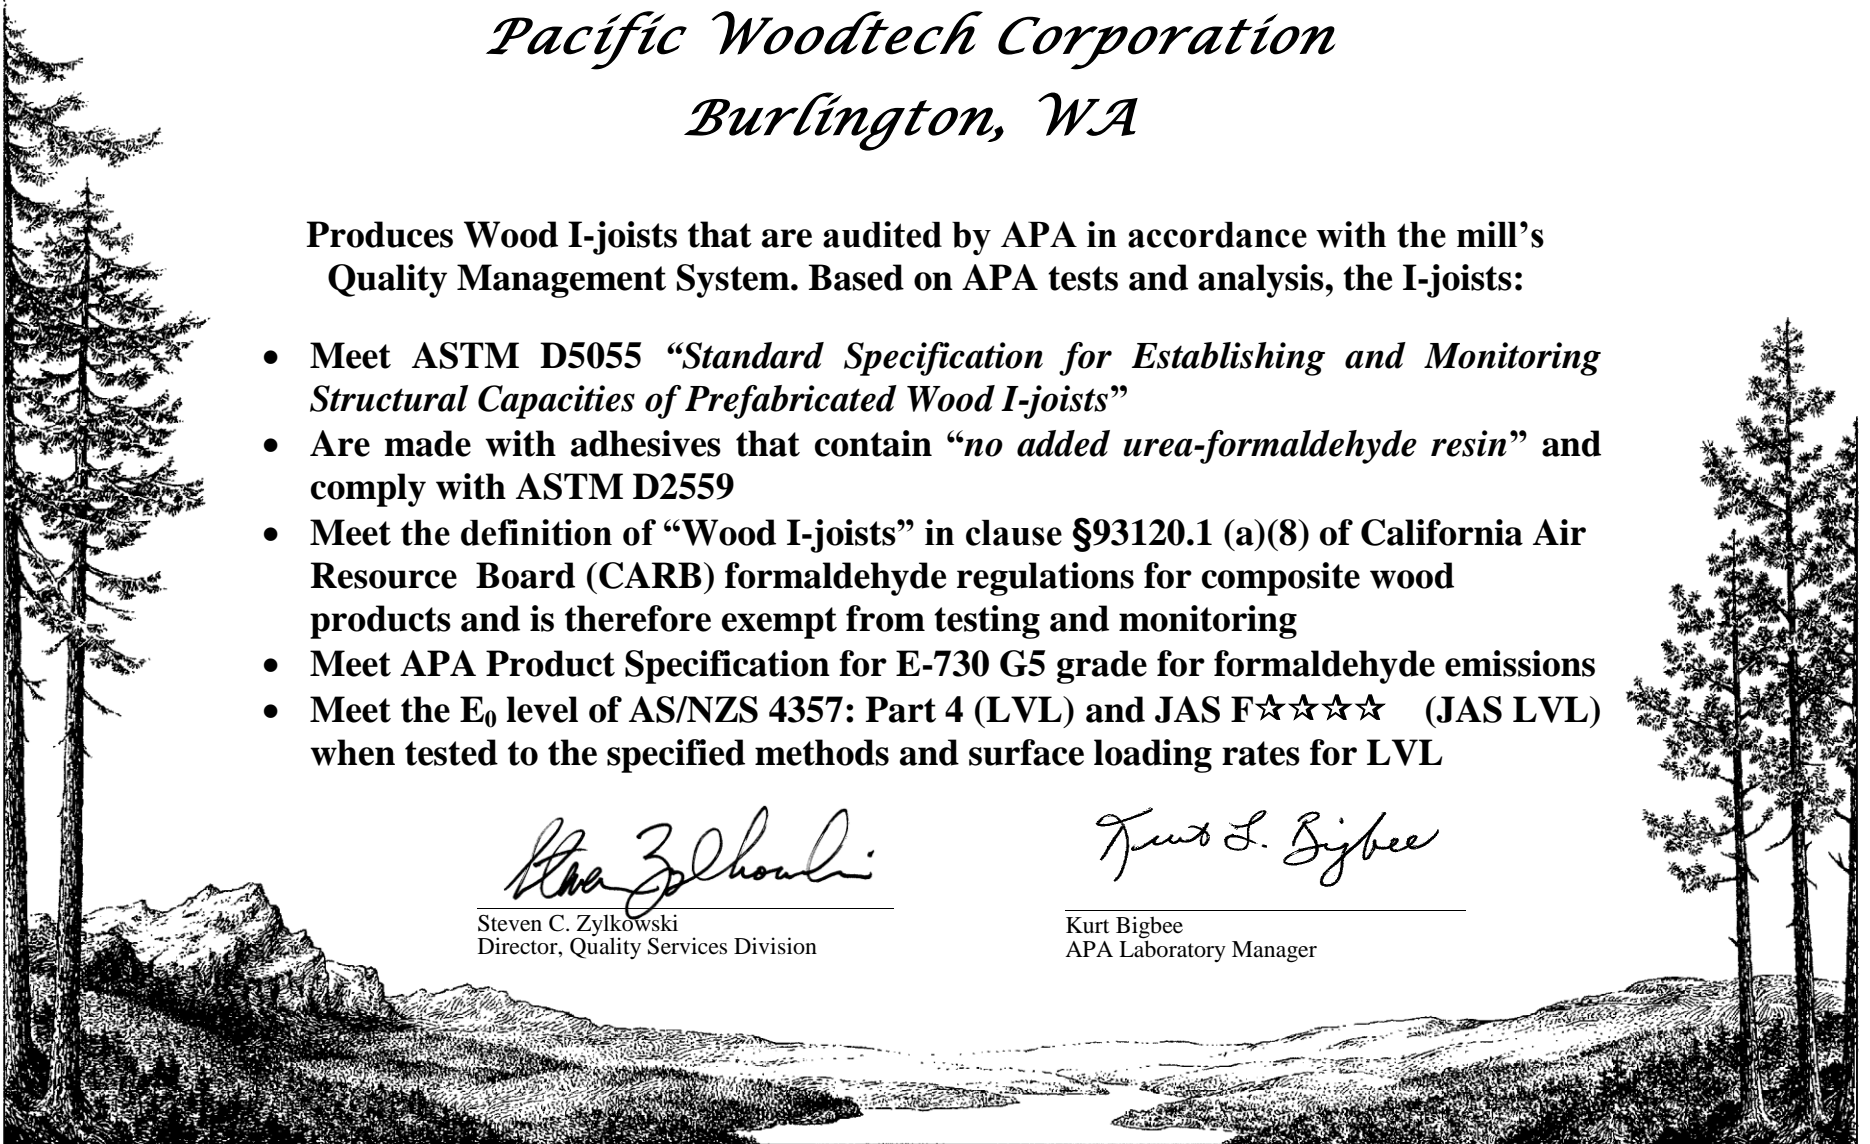 Pacific Woodtech Corporation
Burlington, WA
Produces Wood I-joists that are audited by APA in accordance with the mill’s
Quality Management System. Based on APA tests and analysis, the I-joists:
• Meet ASTM D5055 “Standard Specification for Establishing and Monitoring
Structural Capacities of Prefabricated Wood I-joists”
• Are made with adhesives that contain “no added urea-formaldehyde resin” and
comply with ASTM D2559
• Meet the definition of “Wood I-joists” in clause §93120.1 (a)(8) of California Air
Resource Board (CARB) formaldehyde regulations for composite wood
products and is therefore exempt from testing and monitoring
• Meet APA Product Specification for E-730 G5 grade for formaldehyde emissions
• Meet the E₀ level of AS/NZS 4357: Part 4 (LVL) and JAS F☆☆☆☆ (JAS LVL)
when tested to the specified methods and surface loading rates for LVL
Steven Zylkowski
Kurt L. Bigbee
Steven C. Zylkowski
Director, Quality Services Division
Kurt Bigbee
APA Laboratory Manager